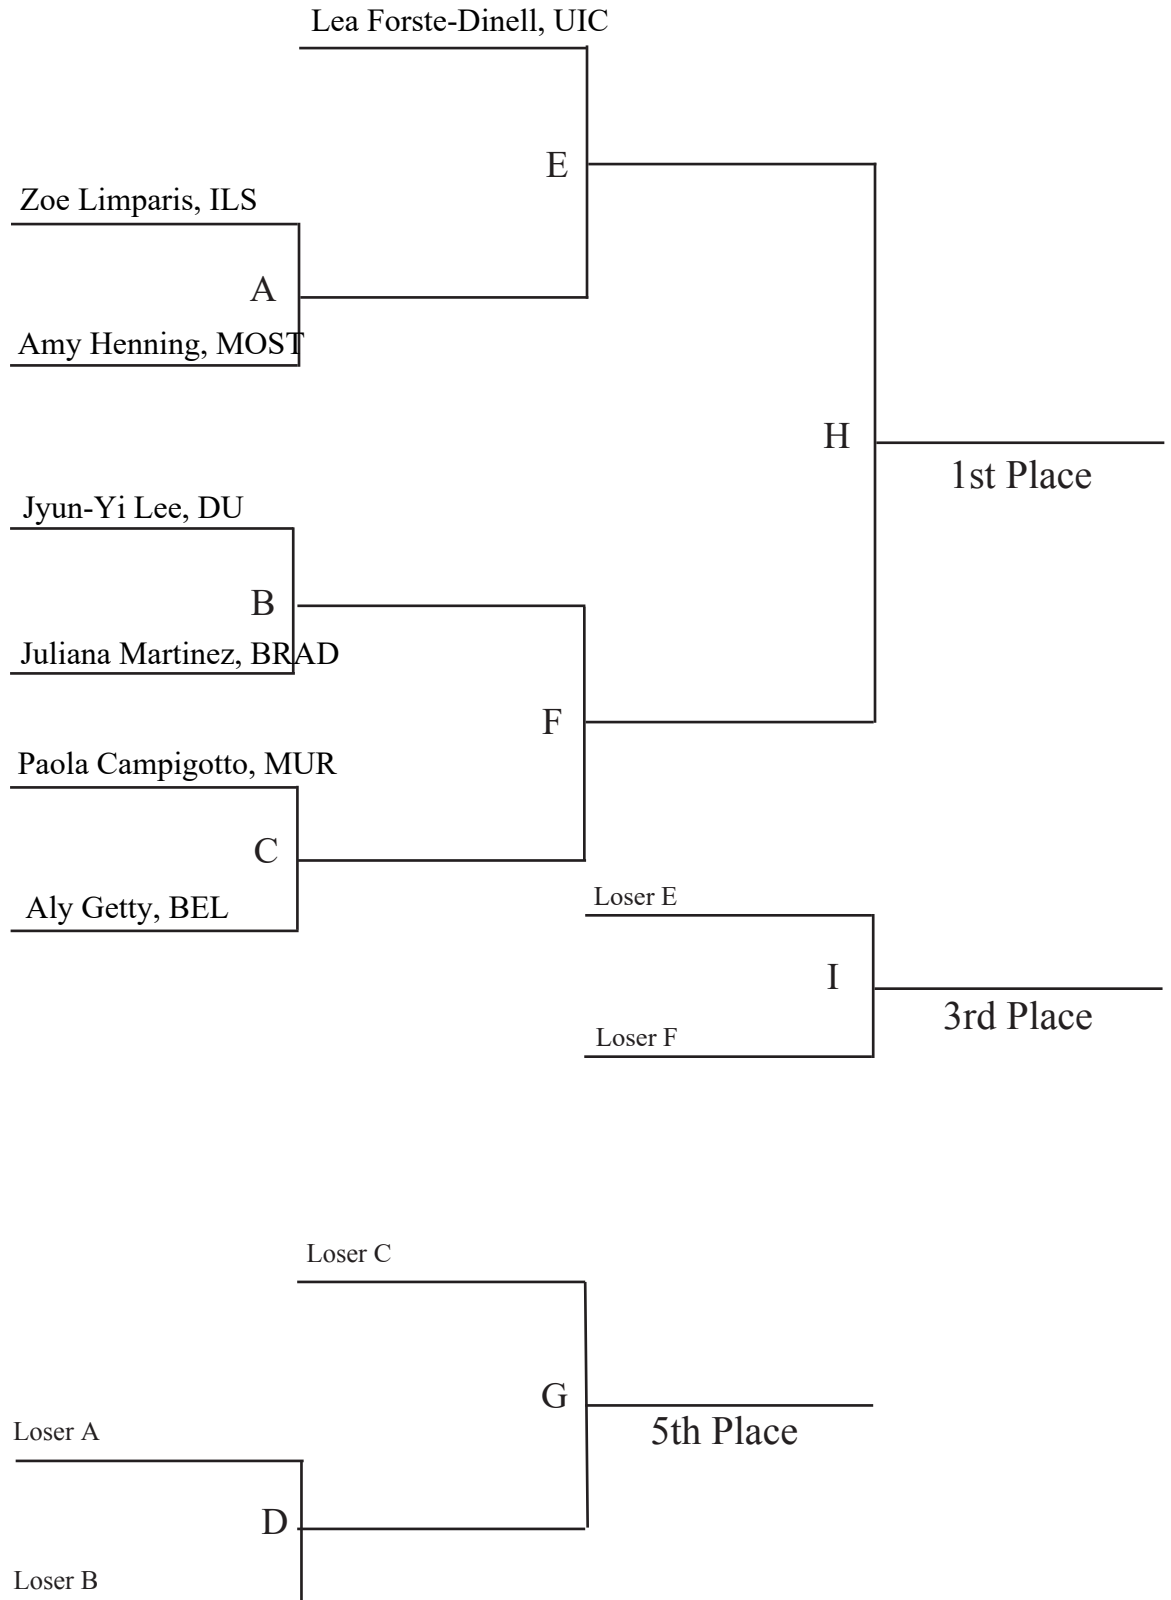 Lea Forste-Dinell, UIC
E
Zoe Limparis, ILS
A
Amy Henning, MOST
H
1st Place
Jyun-Yi Lee, DU
B
Juliana Martinez, BRAD
F
Paola Campigotto, MUR
C
Aly Getty, BEL
Loser E
I
3rd Place
Loser F
Loser C
G
5th Place
Loser A
D
Loser B